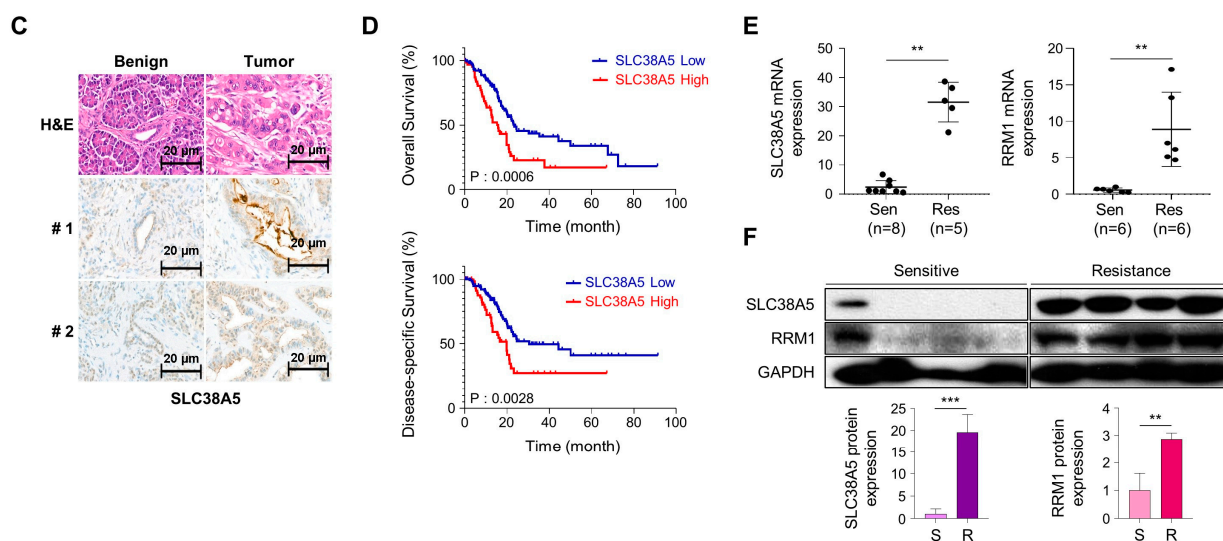 C
Benign
Tumor
H&E
20 µm
20 µm
# 1
20 µm
20 µm
# 2
20 µm
20 µm
SLC38A5
D
Overall Survival (%)
100
50
0
SLC38A5 Low
SLC38A5 High
P : 0.0006
0
20
40
60
80
100
Time (month)
Disease-specific Survival (%)
100
50
0
SLC38A5 Low
SLC38A5 High
P : 0.0028
0
20
40
60
80
100
Time (month)
E
SLC38A5 mRNA
expression
50
40
30
20
10
0
**
Sen
(n=8)
Res
(n=5)
RRM1 mRNA
expression
20
15
10
5
0
**
Sen
(n=6)
Res
(n=6)
F
Sensitive
Resistance
SLC38A5
RRM1
GAPDH
SLC38A5 protein
expression
25
20
15
10
5
0
***
S
R
RRM1 protein
expression
4
3
2
1
0
**
S
R